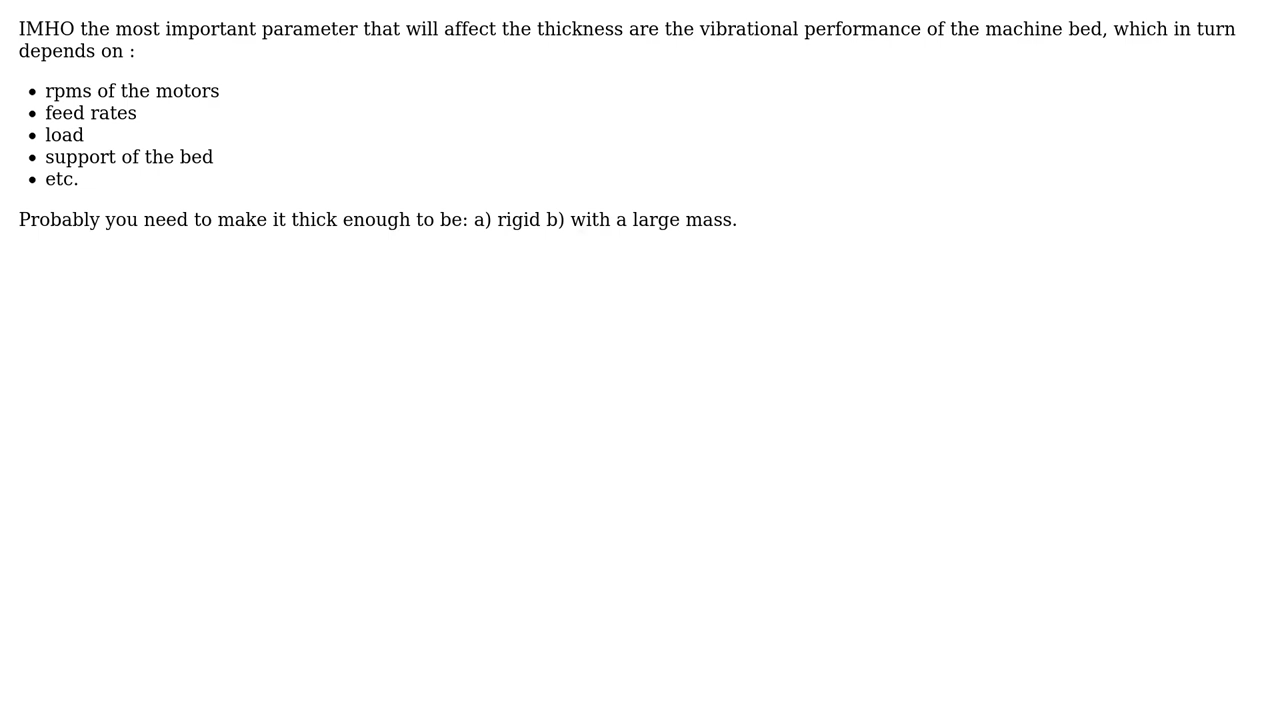 IMHO the most important parameter that will affect the thickness are the vibrational performance of the machine bed, which in turn
depends on :
• rpms of the motors
• feed rates
• load
• support of the bed
• etc.
Probably you need to make it thick enough to be: a) rigid b) with a large mass.